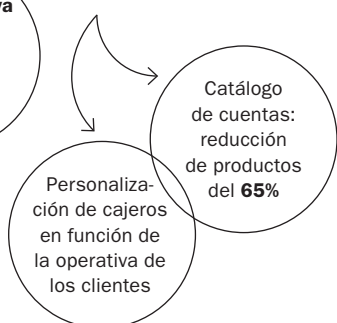 Catálogo
de cuentas:
reducción
de productos
del 65%
Personaliza-
ción de cajeros
en función de
la operativa de
los clientes